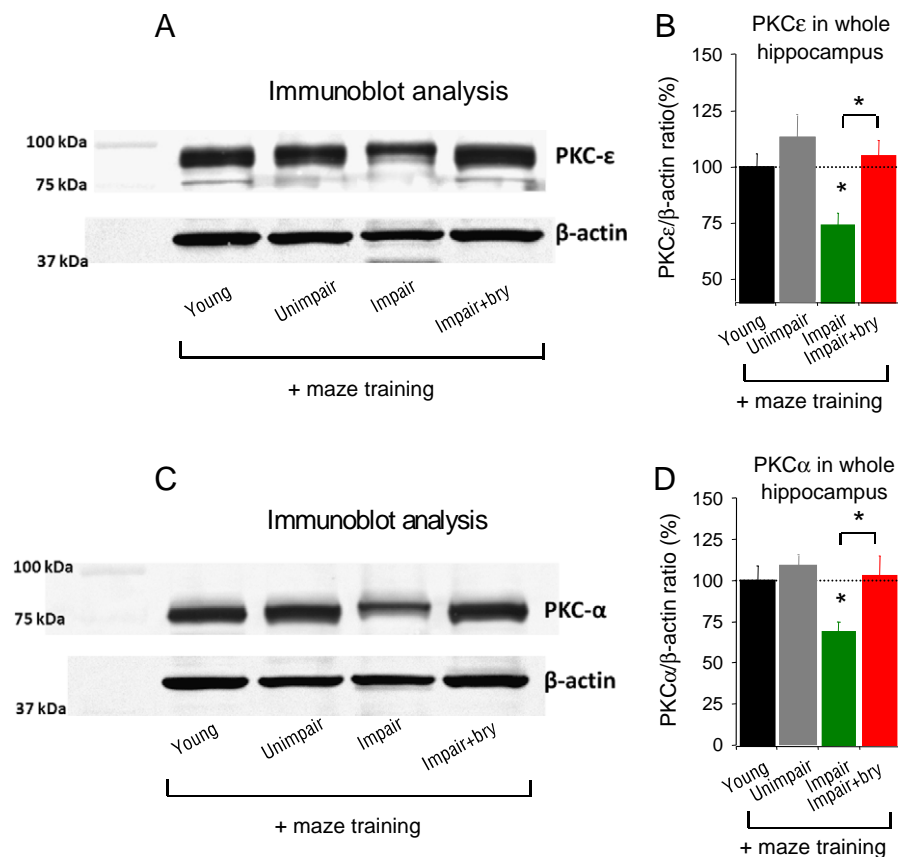 A
Immunoblot analysis
100 kDa
PKC-ε
75 kDa
β-actin
37 kDa
Young
Unimpair
Impair
Impair+bry
+ maze training
B
PKCε in whole
hippocampus
PKCε/β-actin ratio(%)
150
125
100
75
50
*
*
Young
Unimpair
Impair
Impair+bry
+ maze training
C
Immunoblot analysis
100 kDa
PKC-α
75 kDa
β-actin
37 kDa
Young
Unimpair
Impair
Impair+bry
+ maze training
D
PKCα in whole
hippocampus
PKCα/β-actin ratio (%)
150
125
100
75
50
25
0
*
*
Young
Unimpair
Impair
Impair+bry
+ maze training